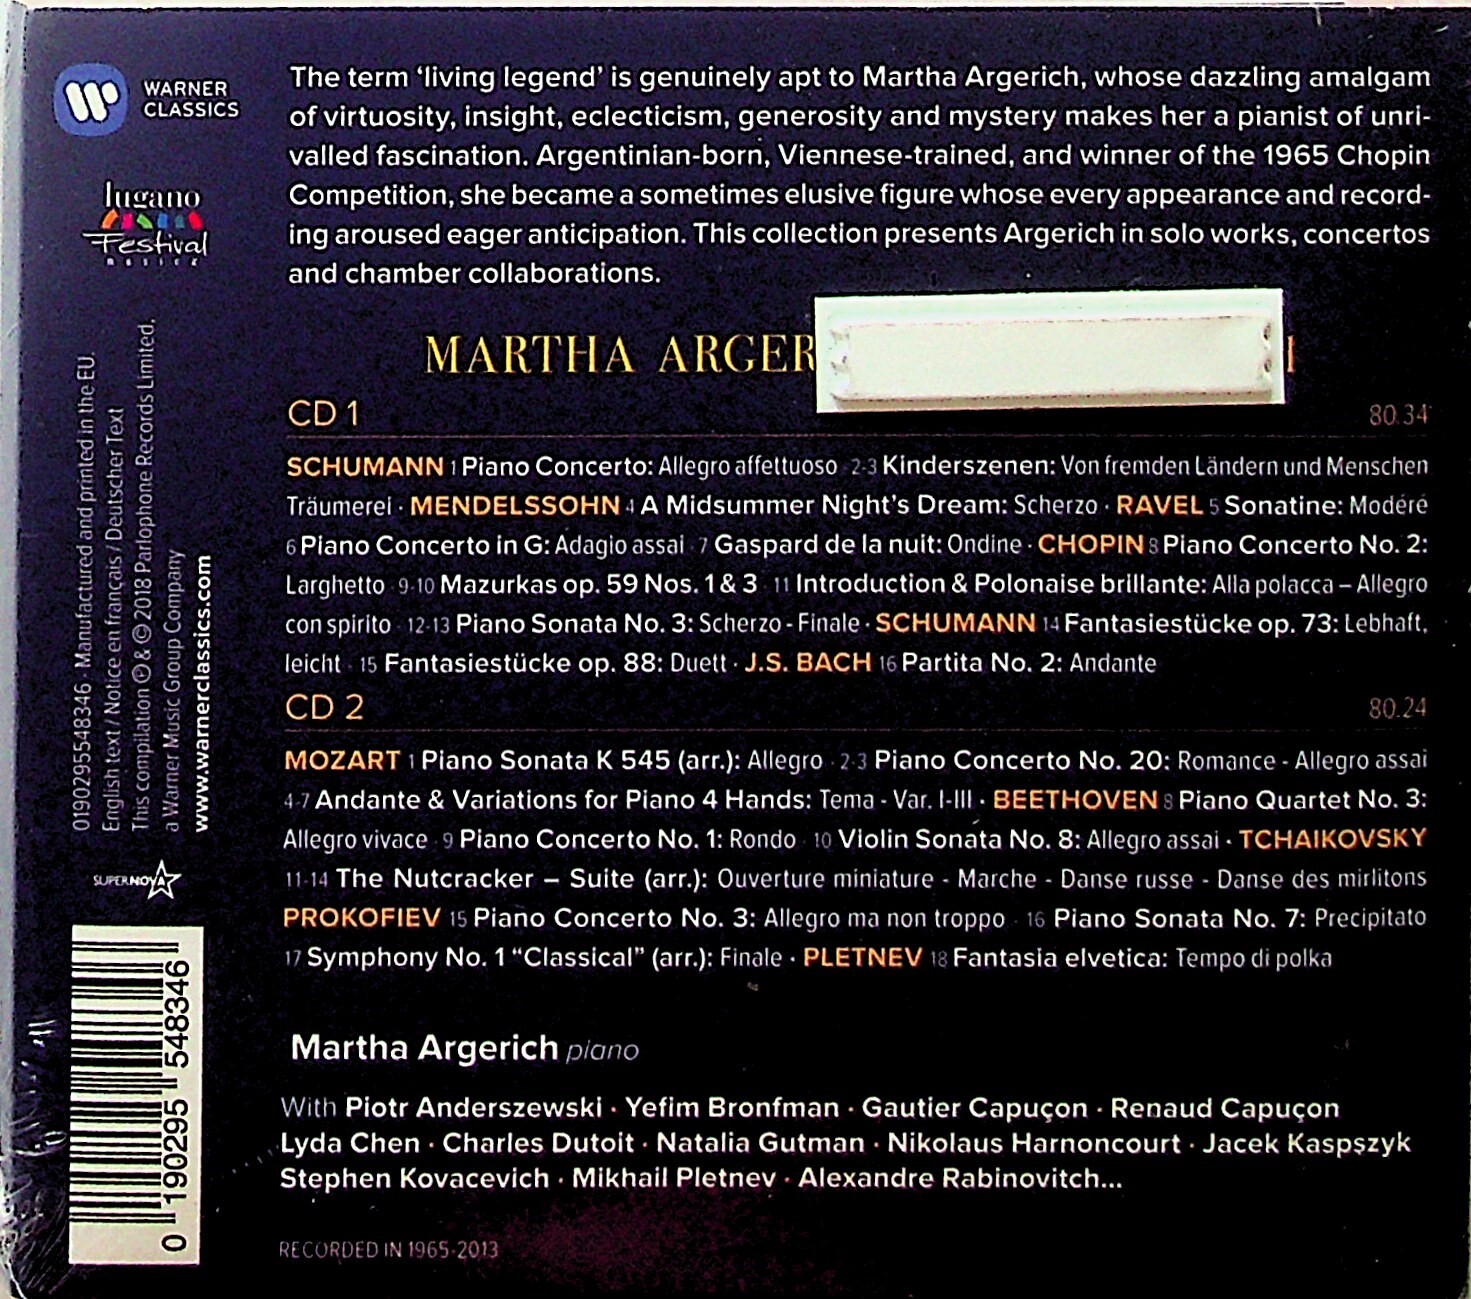 WARNER
CLASSICS
lugano
Festival
musica
The term ‘living legend’ is genuinely apt to Martha Argerich, whose dazzling amalgam
of virtuosity, insight, eclecticism, generosity and mystery makes her a pianist of unri-
valled fascination. Argentinian-born, Viennese-trained, and winner of the 1965 Chopin
Competition, she became a sometimes elusive figure whose every appearance and record-
ing aroused eager anticipation. This collection presents Argerich in solo works, concertos
and chamber collaborations.
MARTHA
CD 1 80.34
SCHUMANN 1 Piano Concerto: Allegro affettuoso · 2-3 Kinderszenen: Von fremden Ländern und Menschen
Träumerei · MENDELSSOHN 4 A Midsummer Night’s Dream: Scherzo · RAVEL 5 Sonatine: Modéré
6 Piano Concerto in G: Adagio assai · 7 Gaspard de la nuit: Ondine · CHOPIN 8 Piano Concerto No. 2:
Larghetto · 9-10 Mazurkas op. 59 Nos. 1 & 3 · 11 Introduction & Polonaise brillante: Alla polacca – Allegro
con spirito · 12-13 Piano Sonata No. 3: Scherzo - Finale · SCHUMANN 14 Fantasiestücke op. 73: Lebhaft,
leicht · 15 Fantasiestücke op. 88: Duett · J.S. BACH 16 Partita No. 2: Andante
CD 2 80.24
MOZART 1 Piano Sonata K 545 (arr.): Allegro · 2-3 Piano Concerto No. 20: Romance - Allegro assai
4-7 Andante & Variations for Piano 4 Hands: Tema - Var. I-III · BEETHOVEN 8 Piano Quartet No. 3:
Allegro vivace · 9 Piano Concerto No. 1: Rondo · 10 Violin Sonata No. 8: Allegro assai · TCHAIKOVSKY
11-14 The Nutcracker – Suite (arr.): Ouverture miniature - Marche - Danse russe - Danse des mirlitons
PROKOFIEV 15 Piano Concerto No. 3: Allegro ma non troppo · 16 Piano Sonata No. 7: Precipitato
17 Symphony No. 1 “Classical” (arr.): Finale · PLETNEV 18 Fantasia elvetica: Tempo di polka
Martha Argerich piano
With Piotr Anderszewski · Yefim Bronfman · Gautier Capuçon · Renaud Capuçon
Lyda Chen · Charles Dutoit · Natalia Gutman · Nikolaus Harnoncourt · Jacek Kaspszyk
Stephen Kovacevich · Mikhail Pletnev · Alexandre Rabinovitch...
RECORDED IN 1965-2013
0190295548346 · Manufactured and printed in the EU.
English text / Notice en français / Deutscher Text
This compilation ℗ & © 2018 Parlophone Records Limited,
a Warner Music Group Company
www.warnerclassics.com
SUPERNOVA
0 190295 548346